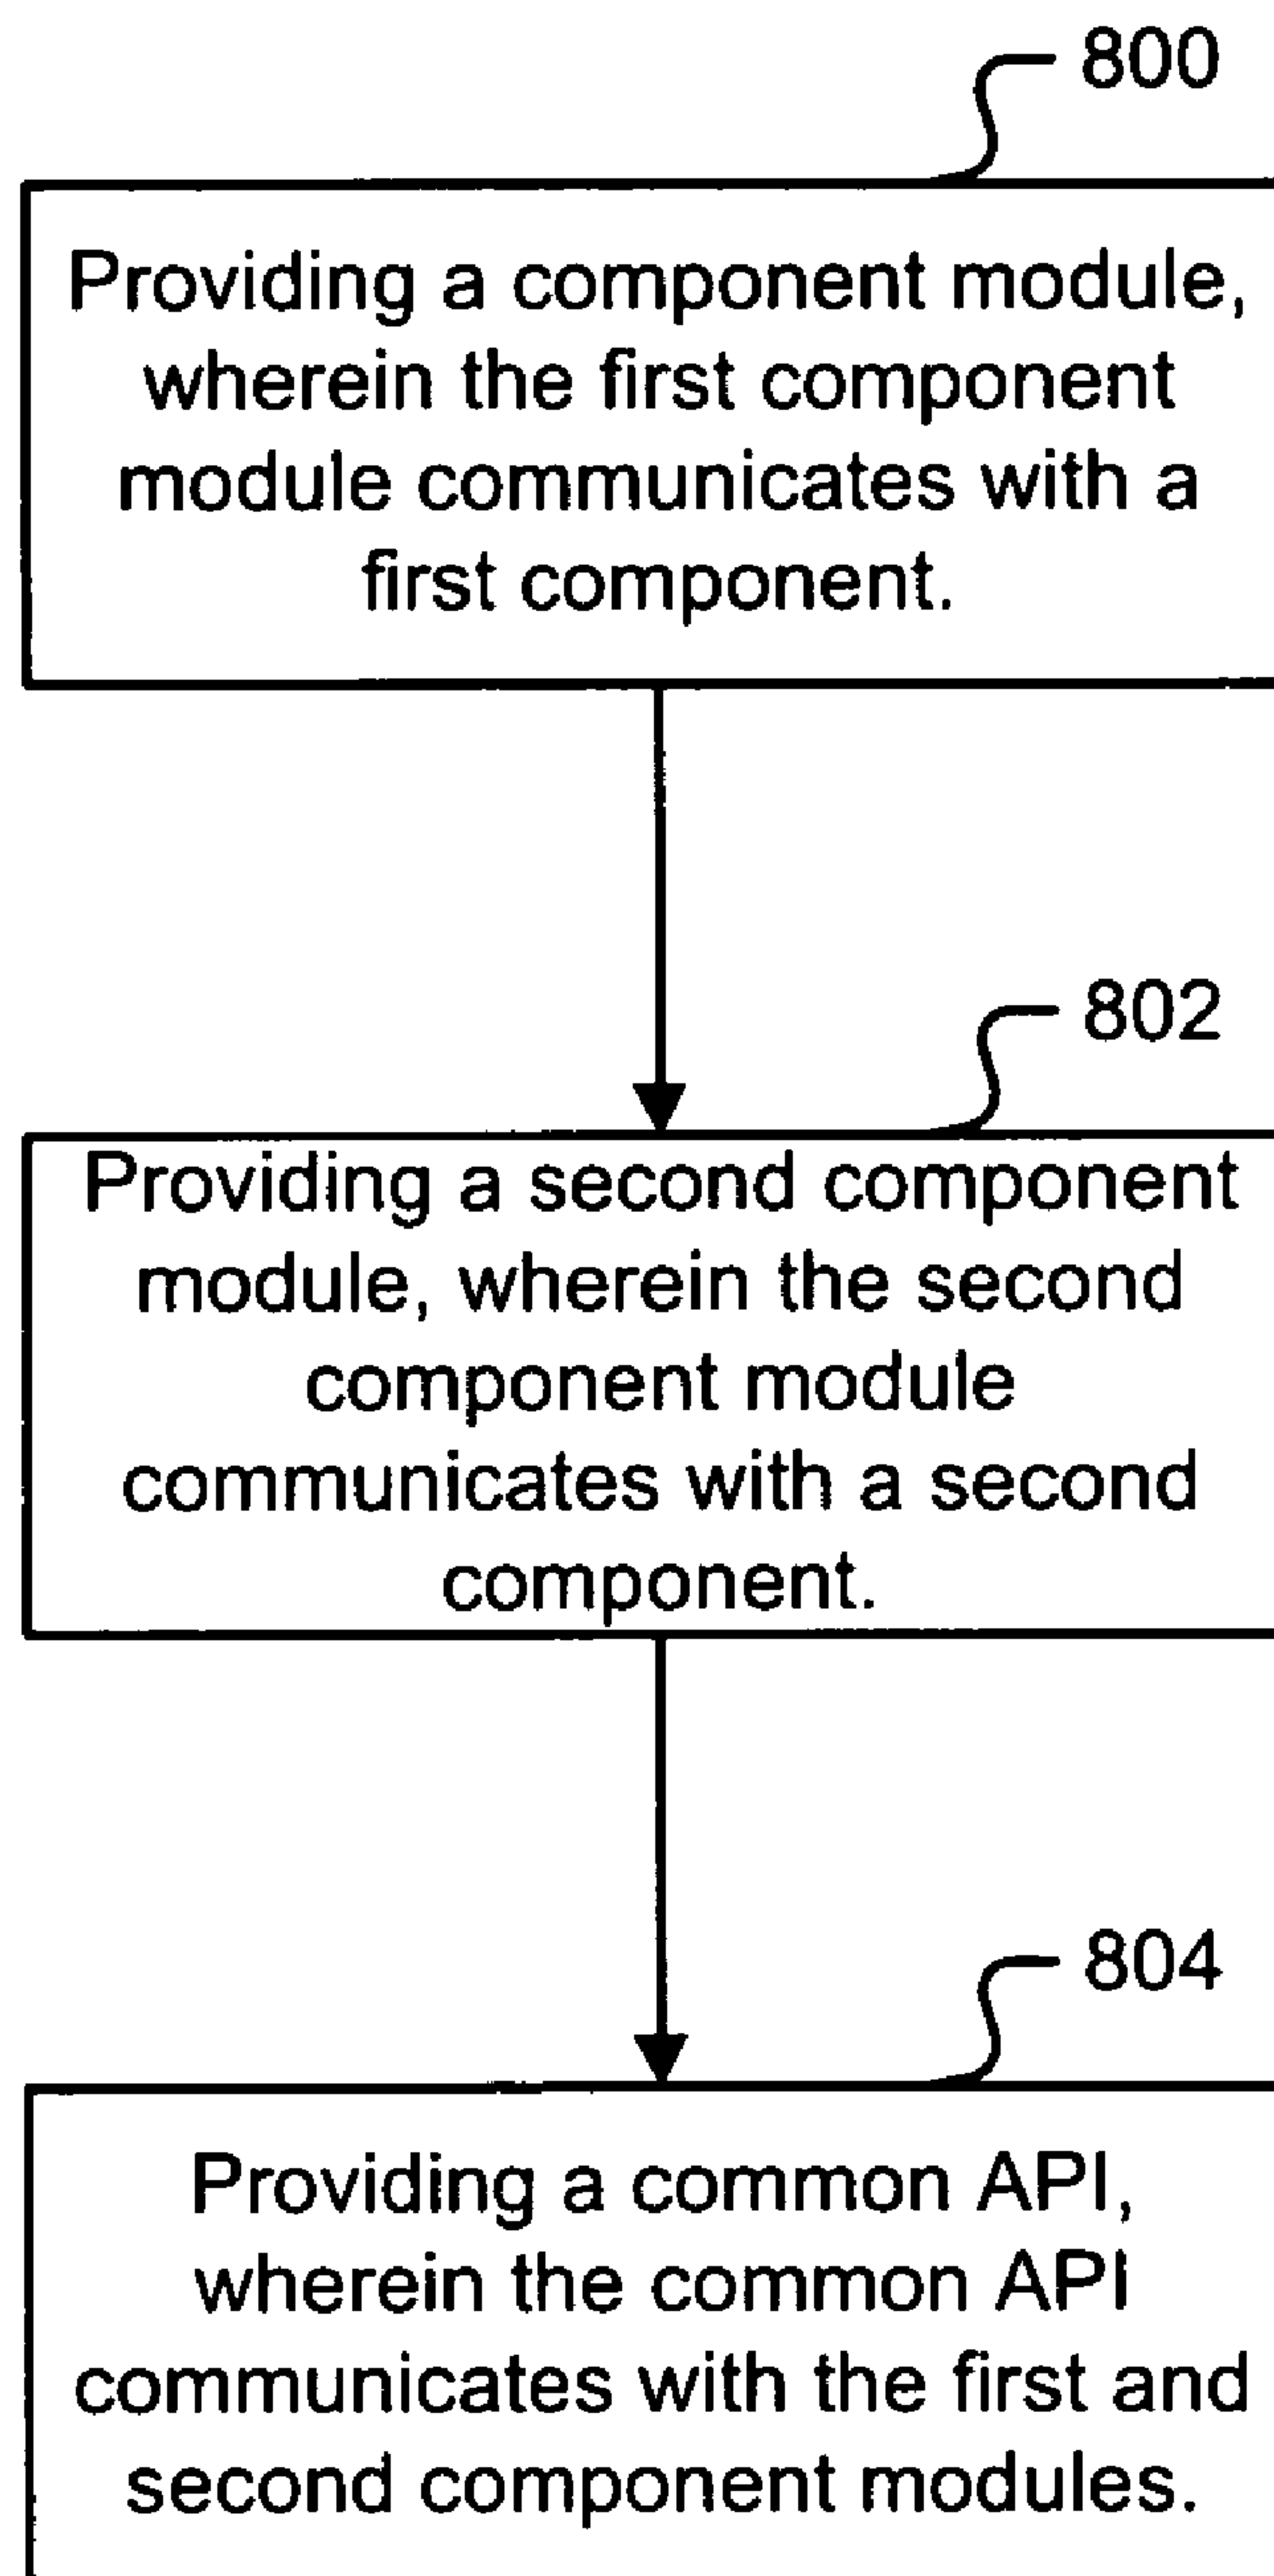 800
Providing a component module,
wherein the first component
module communicates with a
first component.
802
Providing a second component
module, wherein the second
component module
communicates with a second
component.
804
Providing a common API,
wherein the common API
communicates with the first and
second component modules.